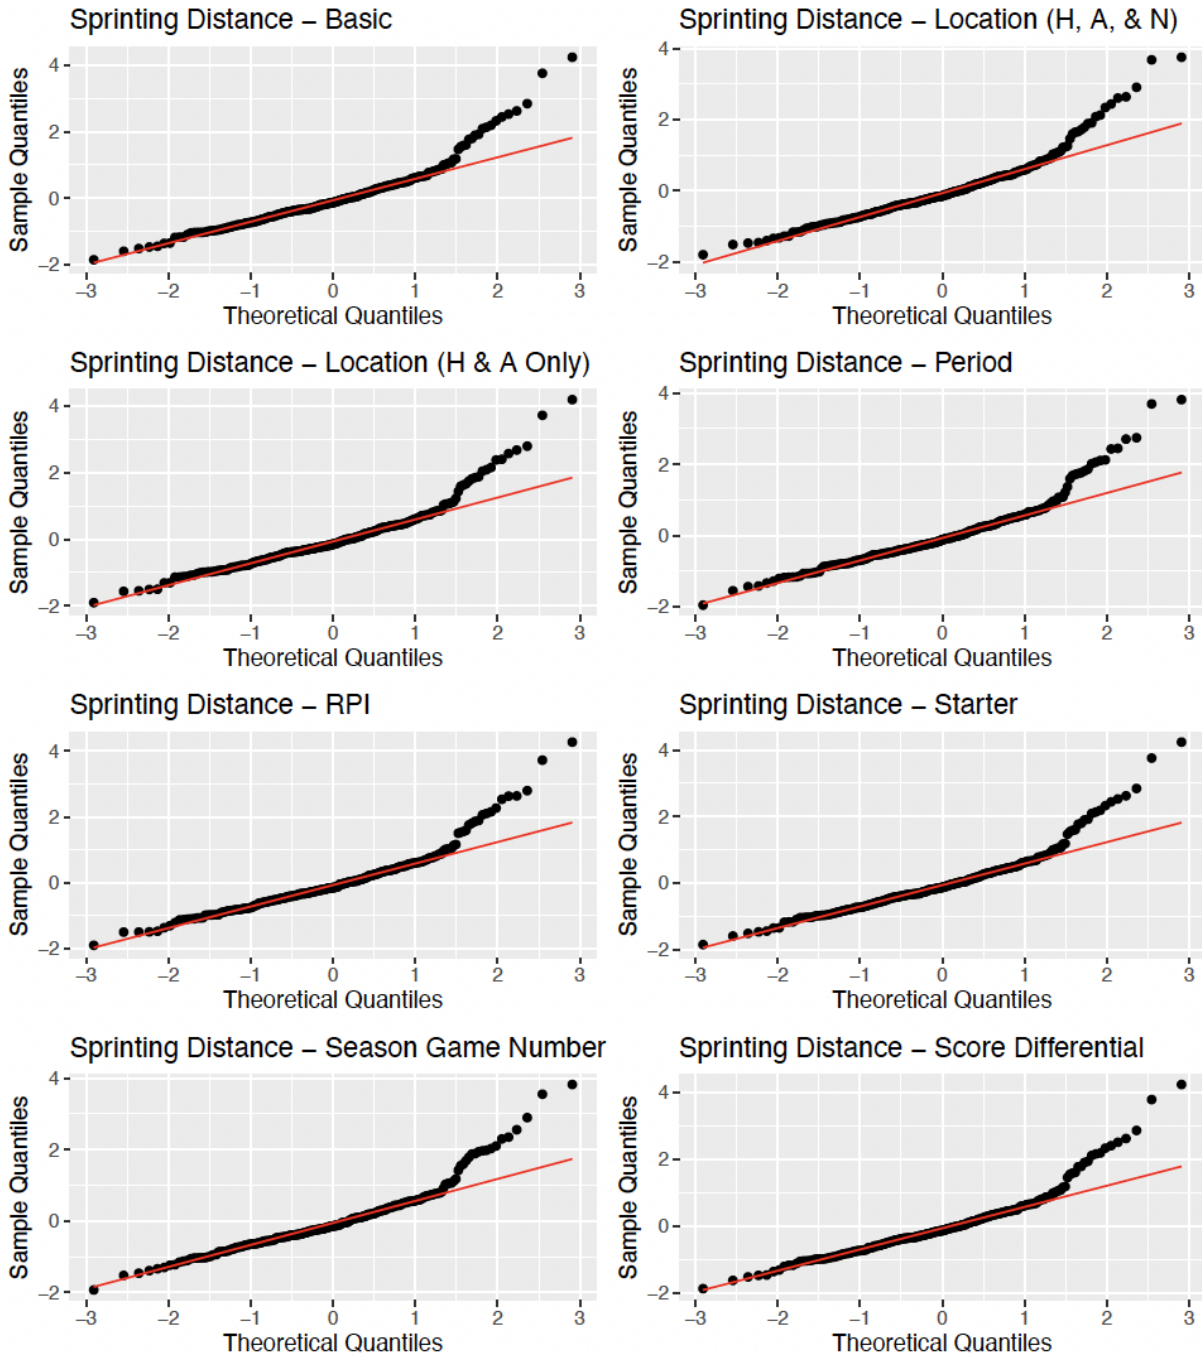 Sprinting Distance – Basic
Sample Quantiles
4
2
0
−2
−3 −2 −1 0 1 2 3
Theoretical Quantiles
Sprinting Distance – Location (H, A, & N)
Sample Quantiles
4
2
0
−2
−3 −2 −1 0 1 2 3
Theoretical Quantiles
Sprinting Distance – Location (H & A Only)
Sample Quantiles
4
2
0
−2
−3 −2 −1 0 1 2 3
Theoretical Quantiles
Sprinting Distance – Period
Sample Quantiles
4
2
0
−2
−3 −2 −1 0 1 2 3
Theoretical Quantiles
Sprinting Distance – RPI
Sample Quantiles
4
2
0
−2
−3 −2 −1 0 1 2 3
Theoretical Quantiles
Sprinting Distance – Starter
Sample Quantiles
4
2
0
−2
−3 −2 −1 0 1 2 3
Theoretical Quantiles
Sprinting Distance – Season Game Number
Sample Quantiles
4
2
0
−2
−3 −2 −1 0 1 2 3
Theoretical Quantiles
Sprinting Distance – Score Differential
Sample Quantiles
4
2
0
−2
−3 −2 −1 0 1 2 3
Theoretical Quantiles